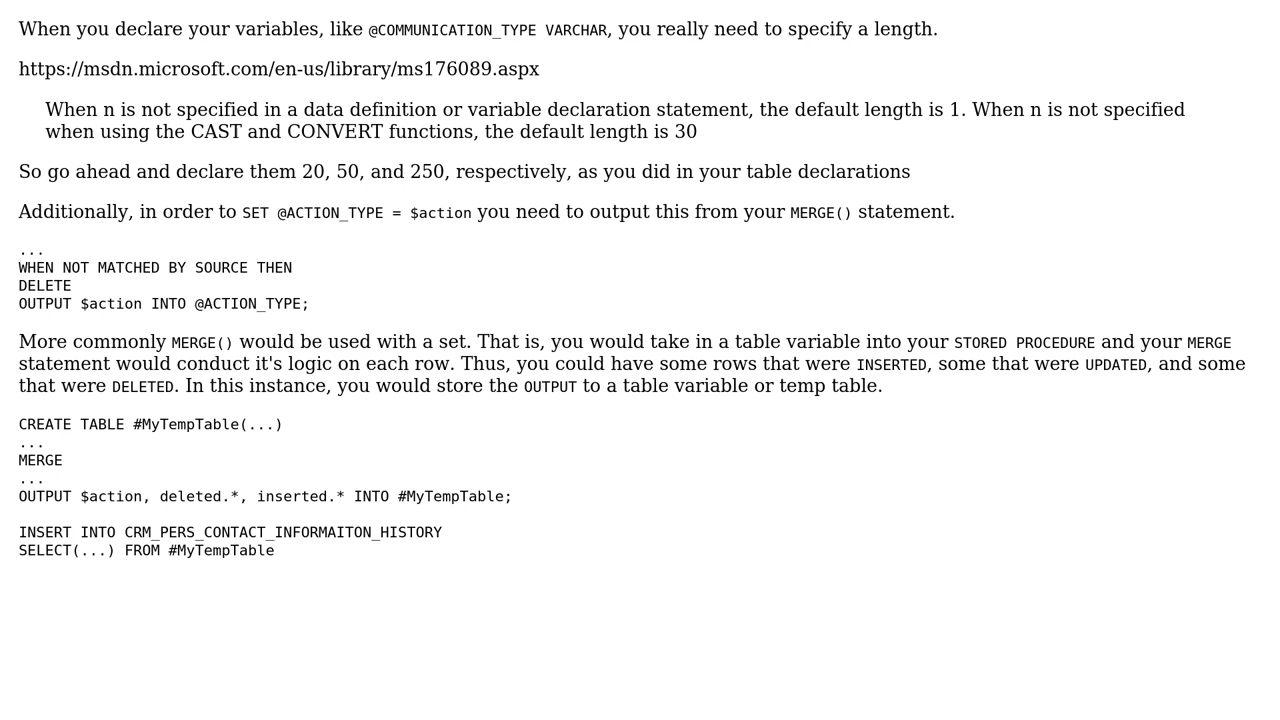 When you declare your variables, like @COMMUNICATION_TYPE VARCHAR, you really need to specify a length.
https://msdn.microsoft.com/en-us/library/ms176089.aspx
When n is not specified in a data definition or variable declaration statement, the default length is 1. When n is not specified
when using the CAST and CONVERT functions, the default length is 30
So go ahead and declare them 20, 50, and 250, respectively, as you did in your table declarations
Additionally, in order to SET @ACTION_TYPE = $action you need to output this from your MERGE() statement.
...
WHEN NOT MATCHED BY SOURCE THEN
DELETE
OUTPUT $action INTO @ACTION_TYPE;
More commonly MERGE() would be used with a set. That is, you would take in a table variable into your STORED PROCEDURE and your MERGE
statement would conduct it's logic on each row. Thus, you could have some rows that were INSERTED, some that were UPDATED, and some
that were DELETED. In this instance, you would store the OUTPUT to a table variable or temp table.
CREATE TABLE #MyTempTable(...)
...
MERGE
...
OUTPUT $action, deleted.*, inserted.* INTO #MyTempTable;
INSERT INTO CRM_PERS_CONTACT_INFORMAITON_HISTORY
SELECT(...) FROM #MyTempTable